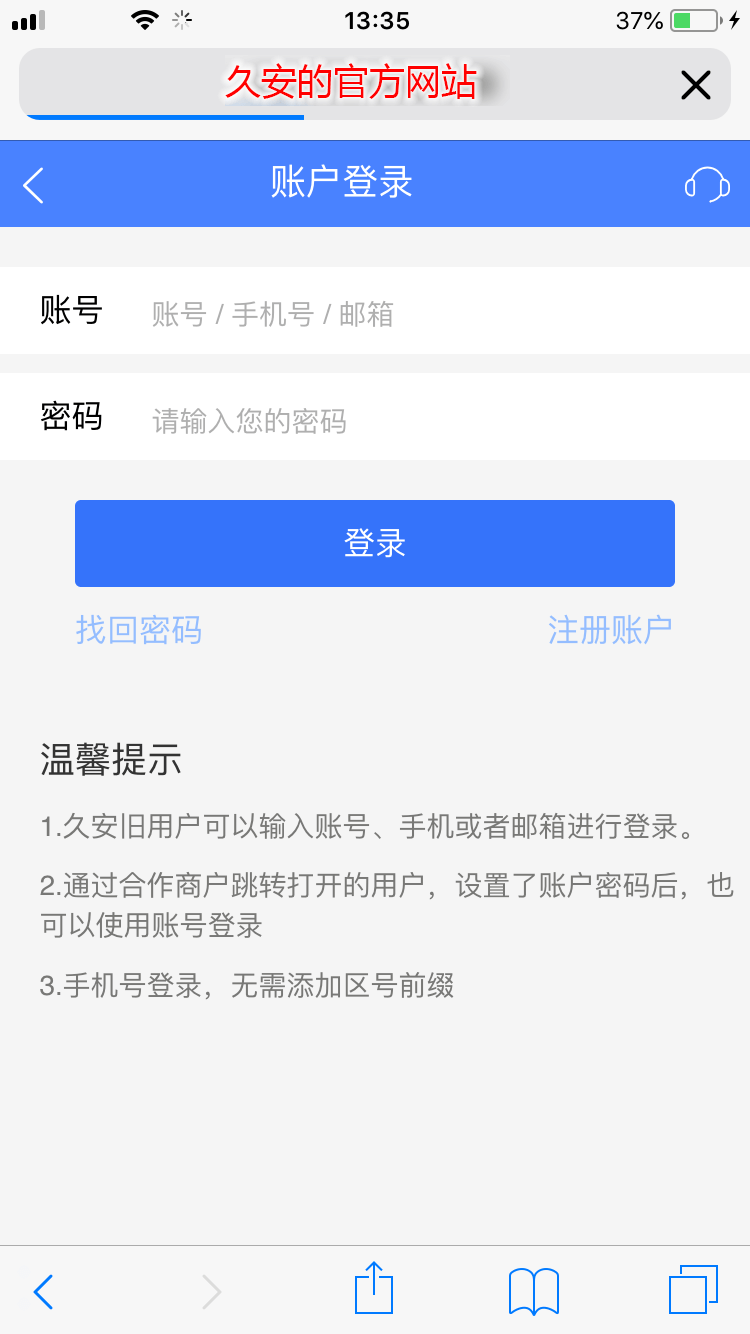 13:35
37%
久安的官方网站
账户登录
账号
账号 / 手机号 / 邮箱
密码
请输入您的密码
登录
找回密码
注册账户
温馨提示
1.久安旧用户可以输入账号、手机或者邮箱进行登录。
2.通过合作商户跳转打开的用户，设置了账户密码后，也
可以使用账号登录
3.手机号登录，无需添加区号前缀